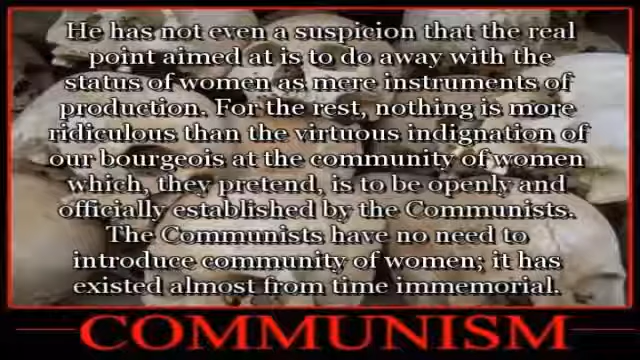 He has not even a suspicion that the real
point aimed at is to do away with the
status of women as mere instruments of
production. For the rest, nothing is more
ridiculous than the virtuous indignation of
our bourgeois at the community of women
which, they pretend, is to be openly and
officially established by the Communists.
The Communists have no need to
introduce community of women; it has
existed almost from time immemorial.
COMMUNISM